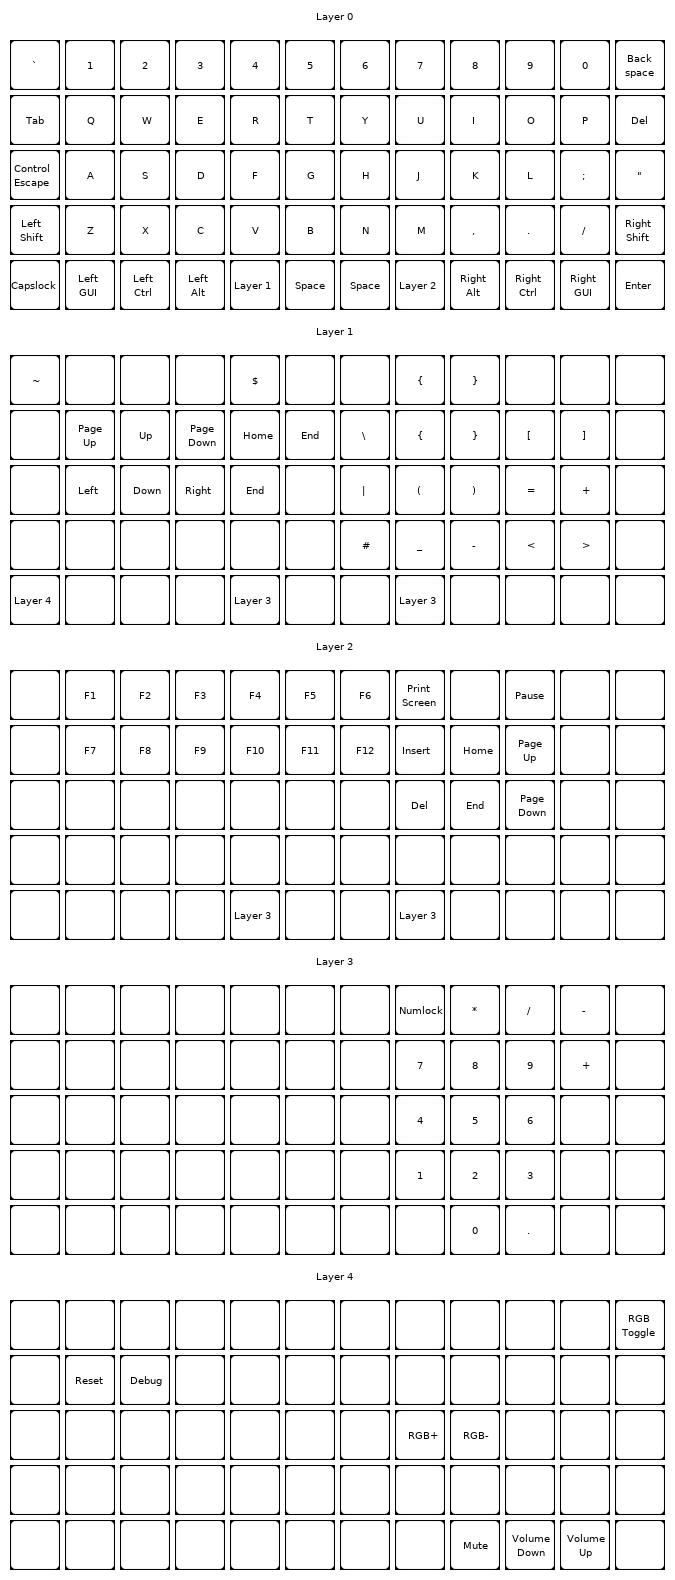 Layer 0
` 1 2 3 4 5 6 7 8 9 0 Back space
Tab Q W E R T Y U I O P Del
Control Escape A S D F G H J K L ; "
Left Shift Z X C V B N M , . / Right Shift
Capslock Left GUI Left Ctrl Left Alt Layer 1 Space Space Layer 2 Right Alt Right Ctrl Right GUI Enter
Layer 1
~ $ { }
Page Up Up Page Down Home End \ { } [ ]
Left Down Right End | ( ) = +
# _ - < >
Layer 4 Layer 3 Layer 3
Layer 2
F1 F2 F3 F4 F5 F6 Print Screen Pause
F7 F8 F9 F10 F11 F12 Insert Home Page Up
Del End Page Down
Layer 3 Layer 3
Layer 3
Numlock * / -
7 8 9 +
4 5 6
1 2 3
0 .
Layer 4
RGB Toggle
Reset Debug
RGB+ RGB-
Mute Volume Down Volume Up